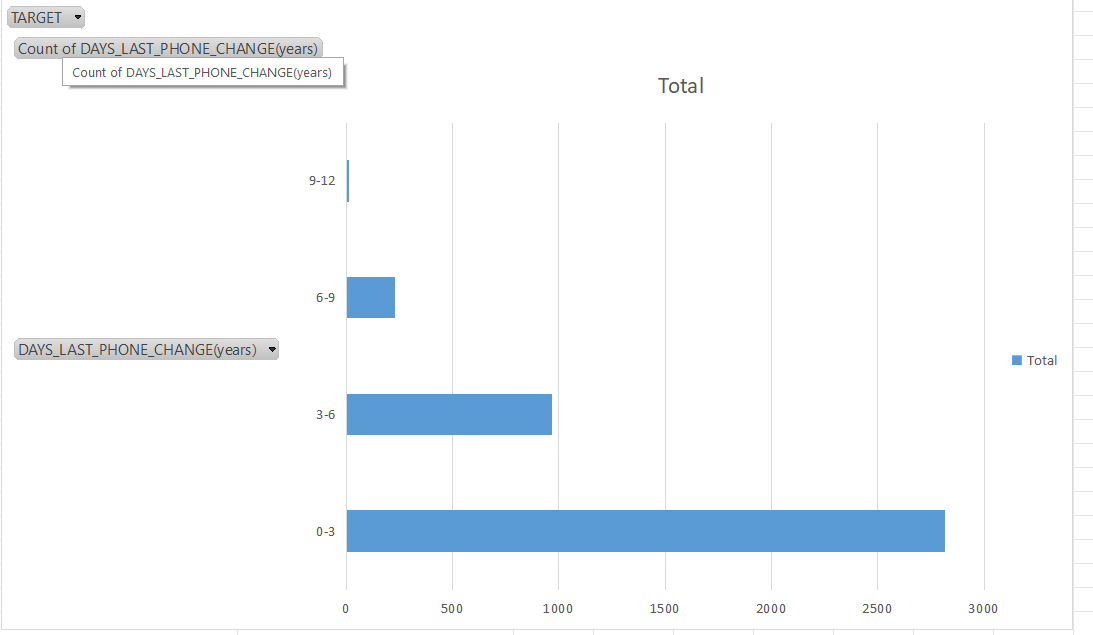 TARGET
Count of DAYS_LAST_PHONE_CHANGE(years)
Count of DAYS_LAST_PHONE_CHANGE(years)
Total
9-12
6-9
DAYS_LAST_PHONE_CHANGE(years)
Total
3-6
0-3
0 500 1000 1500 2000 2500 3000